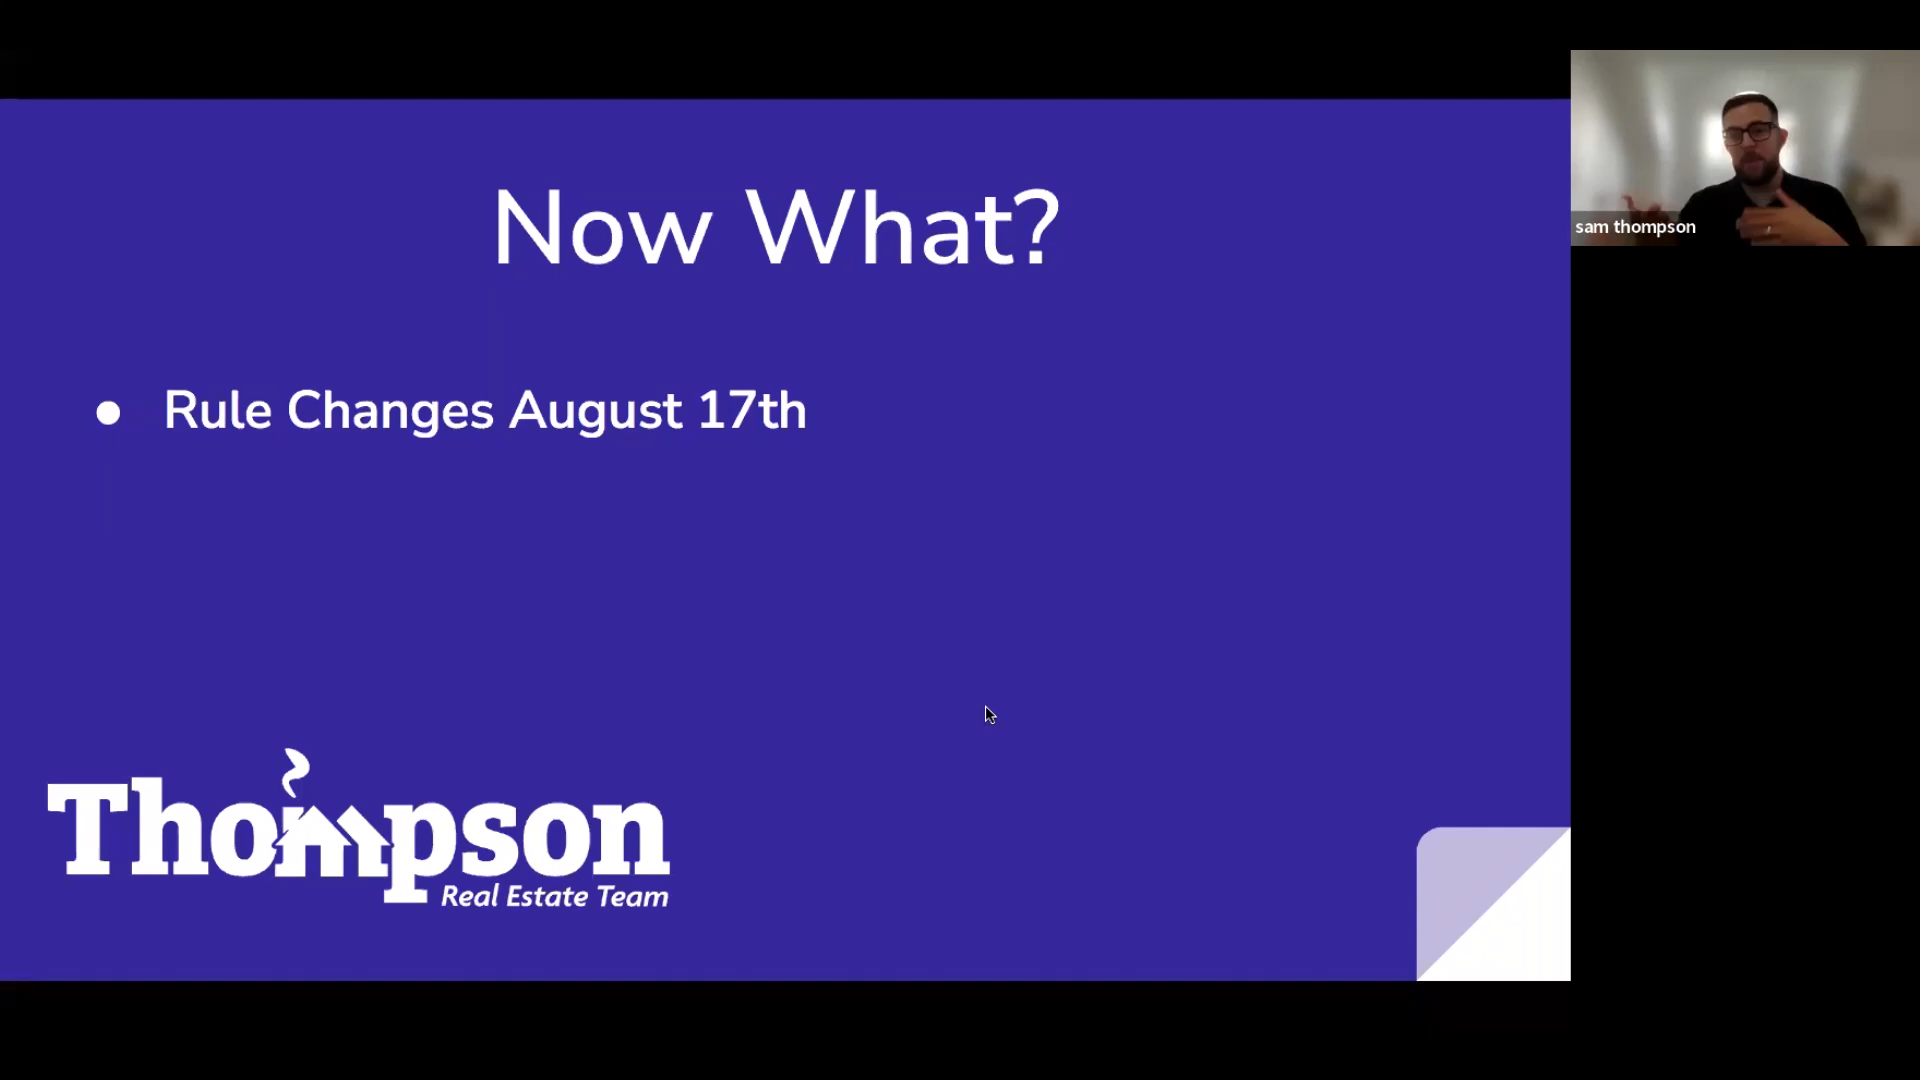 Now What?
sam thompson
● Rule Changes August 17th
Thompson
Real Estate Team